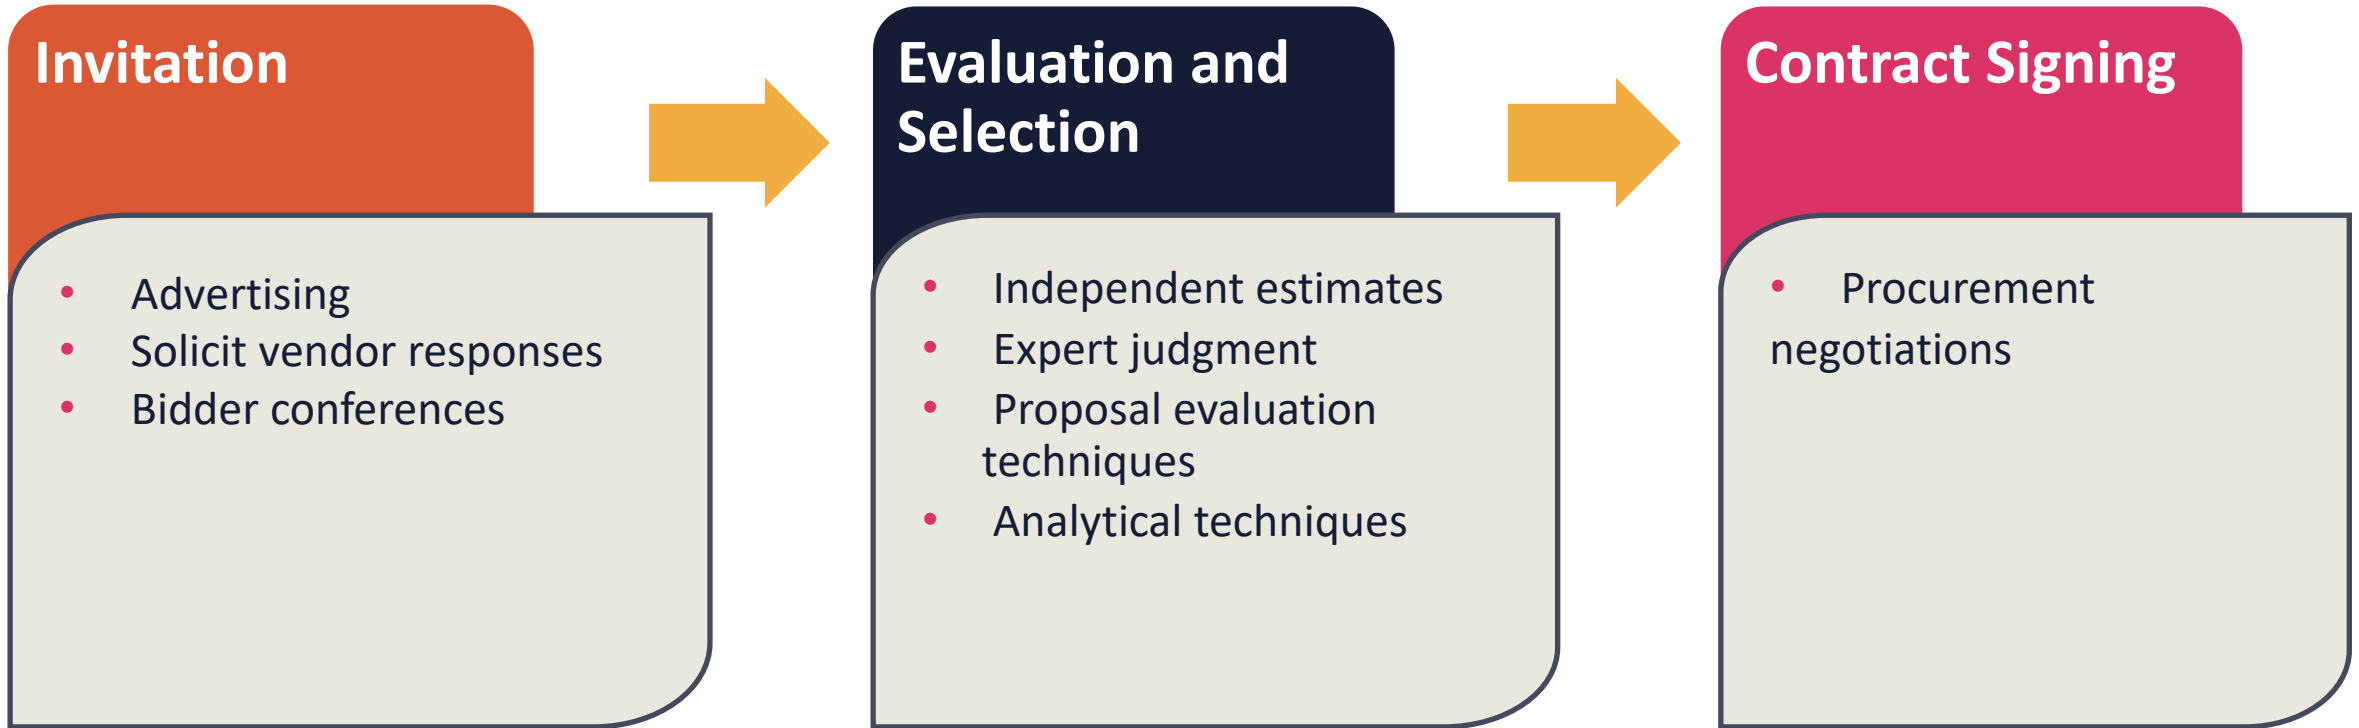 Invitation
• Advertising
• Solicit vendor responses
• Bidder conferences
Evaluation and
Selection
• Independent estimates
• Expert judgment
• Proposal evaluation
techniques
• Analytical techniques
Contract Signing
• Procurement
negotiations